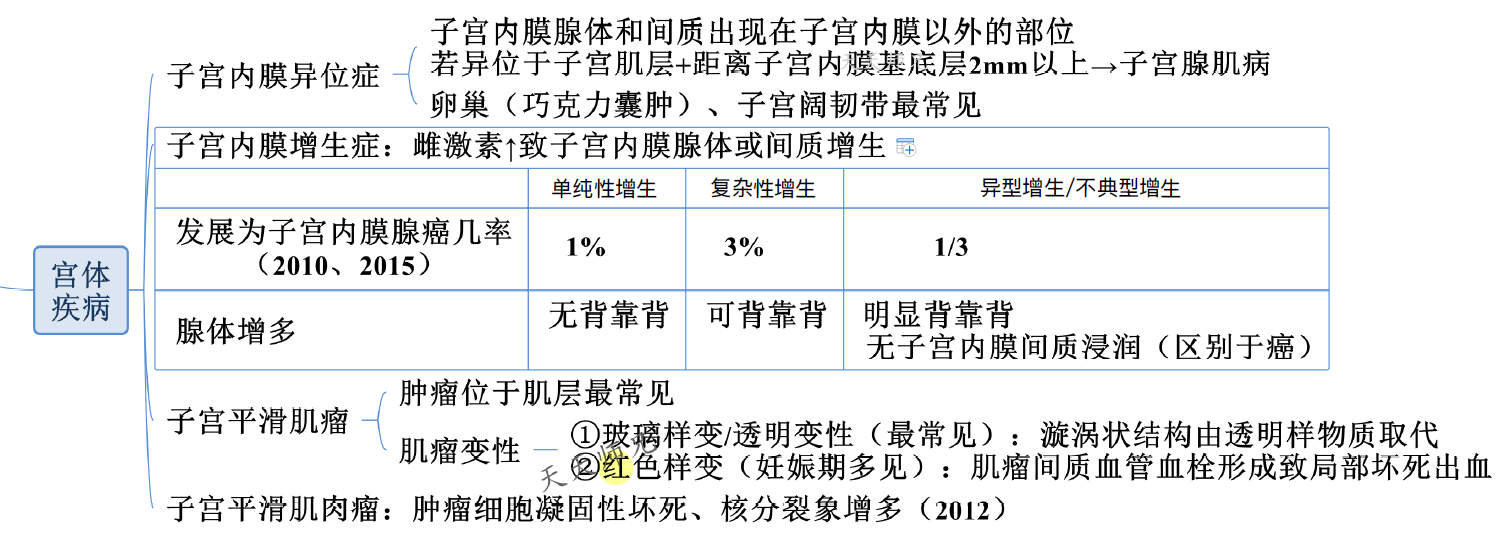 子宫内膜腺体和间质出现在子宫内膜以外的部位
子宫内膜异位症
若异位于子宫肌层+距离子宫内膜基底层2mm以上→子宫腺肌病
卵巢（巧克力囊肿）、子宫阔韧带最常见
子宫内膜增生症：雌激素↑致子宫内膜腺体或间质增生
单纯性增生 复杂性增生 异型增生/不典型增生
发展为子宫内膜腺癌几率
（2010、2015）
1% 3% 1/3
宫体
疾病
腺体增多
无背靠背 可背靠背 明显背靠背
无子宫内膜间质浸润（区别于癌）
肿瘤位于肌层最常见
子宫平滑肌瘤
肌瘤变性
①玻璃样变/透明变性（最常见）：漩涡状结构由透明样物质取代
②红色样变（妊娠期多见）：肌瘤间质血管血栓形成致局部坏死出血
子宫平滑肌肉瘤：肿瘤细胞凝固性坏死、核分裂象增多（2012）